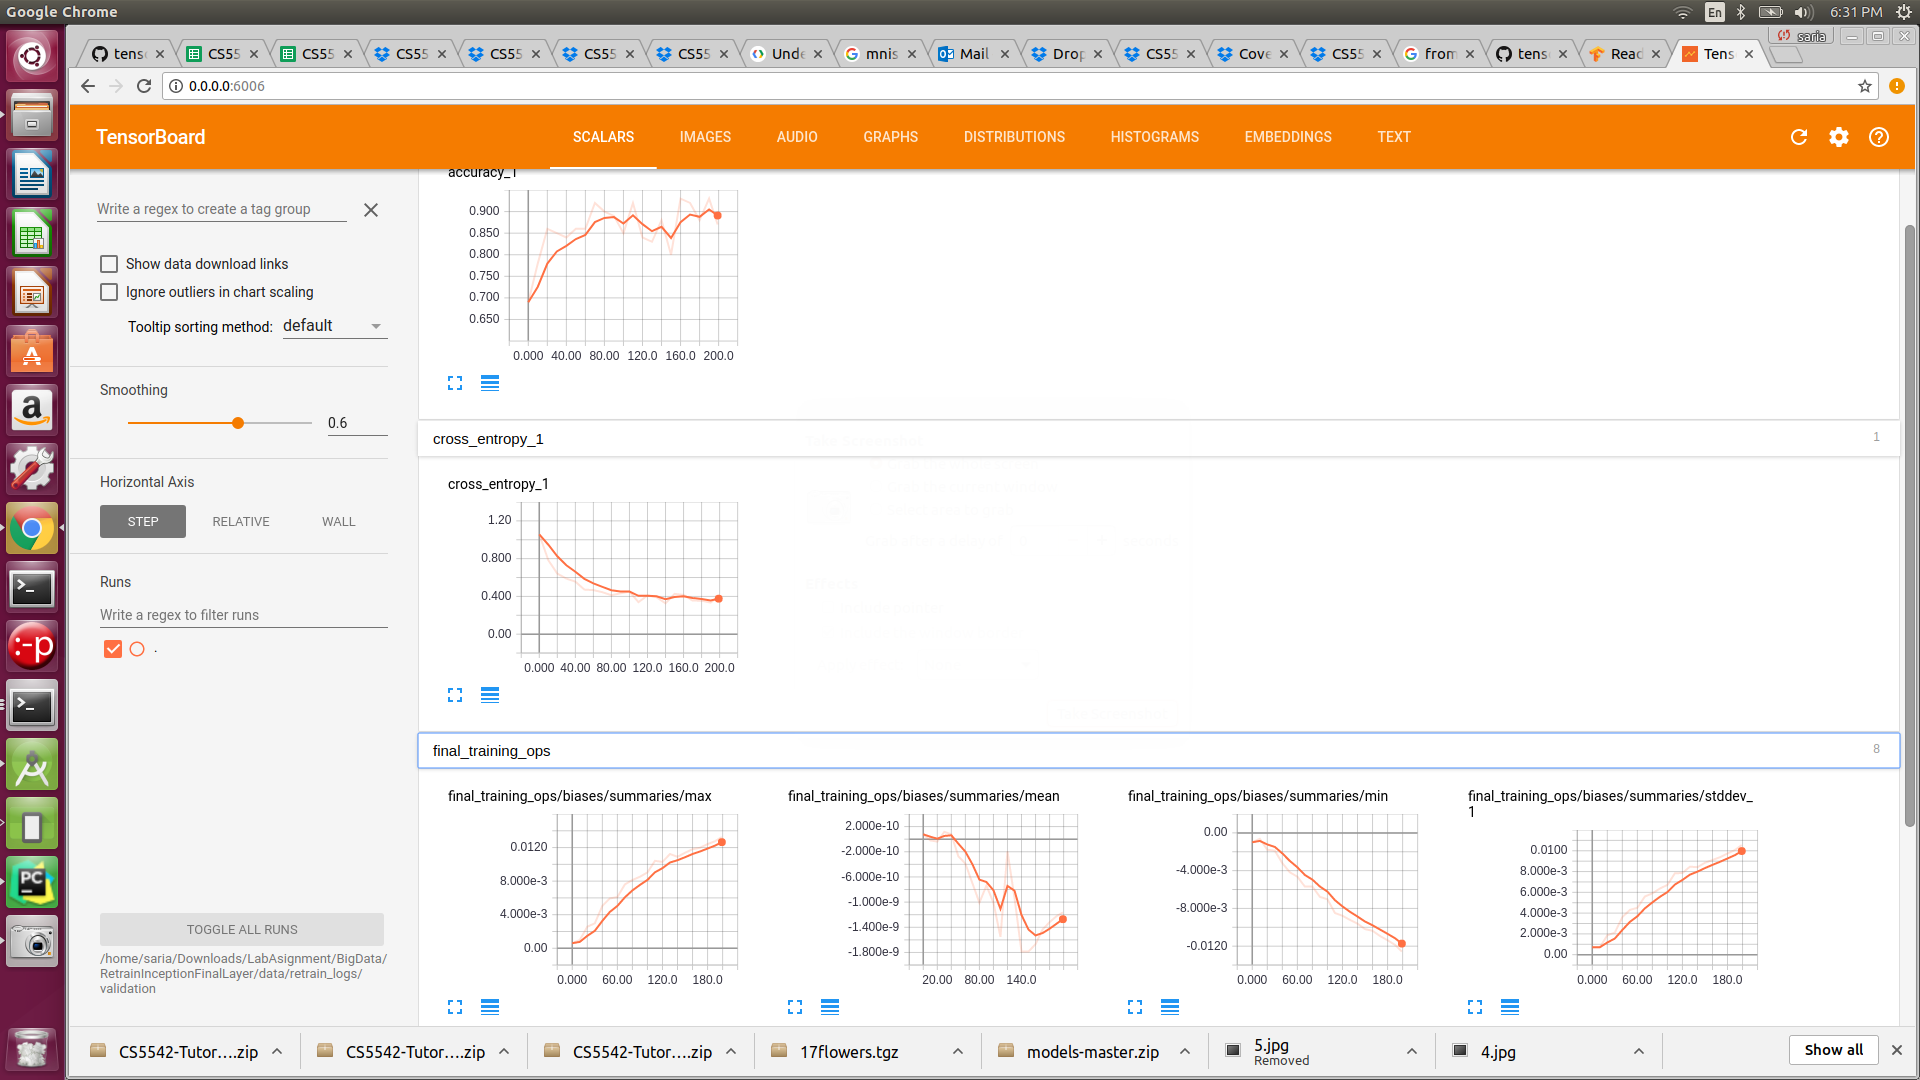 Google Chrome
En
6:31 PM
tens
CS55
CS55
CS55
CS55
CS55
CS55
Unde
mnis
Mail
Drop
CS55
Cove
CS55
from
tens
Read
Tens
saria
0.0.0.0:6006
TensorBoard
SCALARS
IMAGES
AUDIO
GRAPHS
DISTRIBUTIONS
HISTOGRAMS
EMBEDDINGS
TEXT
Write a regex to create a tag group
Show data download links
Ignore outliers in chart scaling
Tooltip sorting method: default
Smoothing
0.6
Horizontal Axis
STEP RELATIVE WALL
Runs
Write a regex to filter runs
.
TOGGLE ALL RUNS
/home/saria/Downloads/LabAsignment/BigData/
RetrainInceptionFinalLayer/data/retrain_logs/
validation
accuracy_1
0.900
0.850
0.800
0.750
0.700
0.650
0.000 40.00 80.00 120.0 160.0 200.0
cross_entropy_1 1
cross_entropy_1
1.20
0.800
0.400
0.00
0.000 40.00 80.00 120.0 160.0 200.0
final_training_ops 8
final_training_ops/biases/summaries/max
0.0120
8.000e-3
4.000e-3
0.00
0.000 60.00 120.0 180.0
final_training_ops/biases/summaries/mean
2.000e-10
-2.000e-10
-6.000e-10
-1.000e-9
-1.400e-9
-1.800e-9
20.00 80.00 140.0
final_training_ops/biases/summaries/min
0.00
-4.000e-3
-8.000e-3
-0.0120
0.000 60.00 120.0 180.0
final_training_ops/biases/summaries/stddev_
1
0.0100
8.000e-3
6.000e-3
4.000e-3
2.000e-3
0.00
0.000 60.00 120.0 180.0
CS5542-Tutor....zip
CS5542-Tutor....zip
CS5542-Tutor....zip
17flowers.tgz
models-master.zip
5.jpg
Removed
4.jpg
Show all